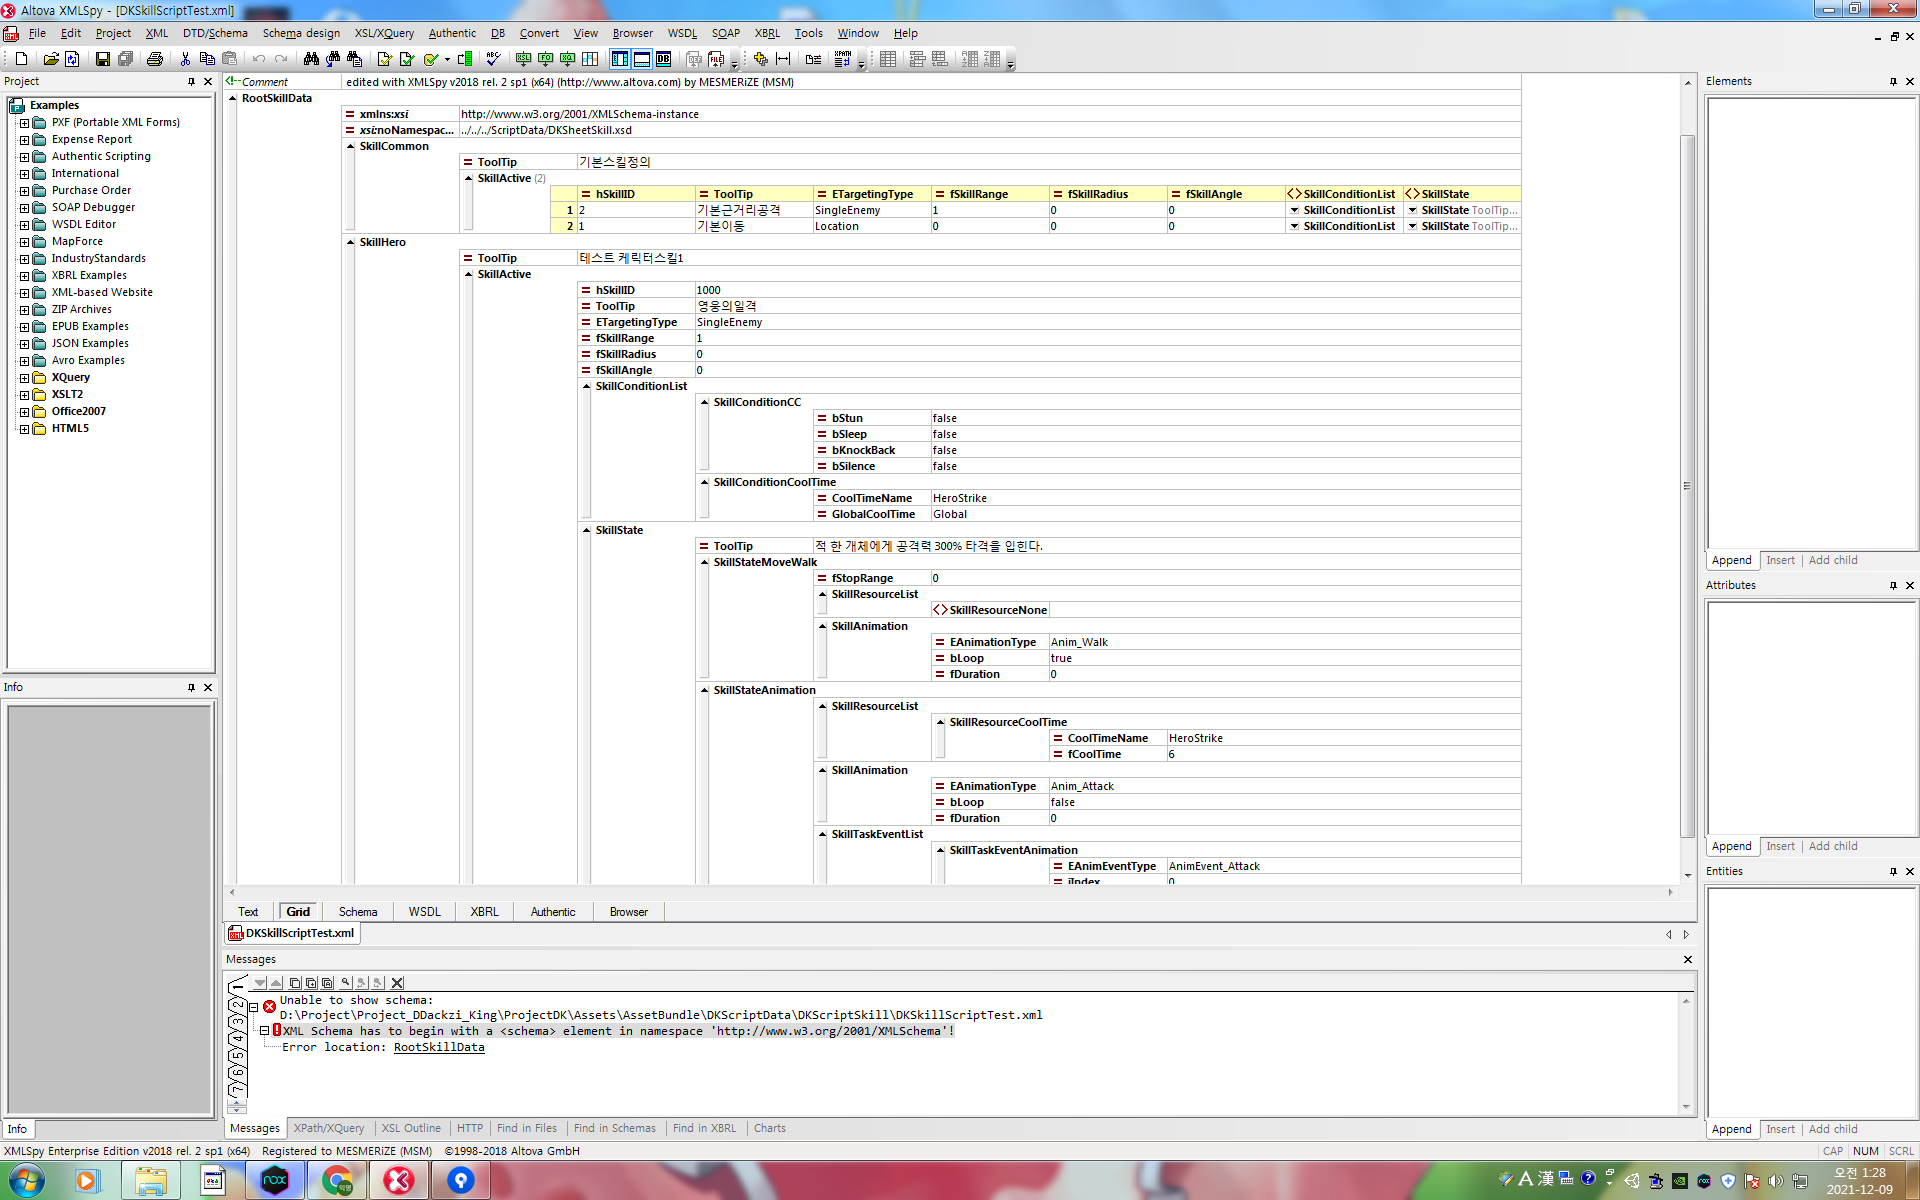 Altova XMLSpy - [DKSkillScriptTest.xml]
File Edit Project XML DTD/Schema Schema design XSL/XQuery Authentic DB Convert View Browser WSDL SOAP XBRL Tools Window Help
Project
Examples
PXF (Portable XML Forms)
Expense Report
Authentic Scripting
International
Purchase Order
SOAP Debugger
WSDL Editor
MapForce
IndustryStandards
XBRL Examples
XML-based Website
ZIP Archives
EPUB Examples
JSON Examples
Avro Examples
XQuery
XSLT2
Office2007
HTML5
Info
Info
Comment edited with XMLSpy v2018 rel. 2 sp1 (x64) (http://www.altova.com) by MESMERiZE (MSM)
RootSkillData
xmlns:xsi http://www.w3.org/2001/XMLSchema-instance
xsi:noNamespac... ../../../ScriptData/DKSheetSkill.xsd
SkillCommon
ToolTip 기본스킬정의
SkillActive (2)
hSkillID ToolTip ETargetingType fSkillRange fSkillRadius fSkillAngle SkillConditionList SkillState
1 2 기본근거리공격 SingleEnemy 1 0 0 SkillConditionList SkillState ToolTip...
2 1 기본이동 Location 0 0 0 SkillConditionList SkillState ToolTip...
SkillHero
ToolTip 테스트 케릭터스킬1
SkillActive
hSkillID 1000
ToolTip 영웅의일격
ETargetingType SingleEnemy
fSkillRange 1
fSkillRadius 0
fSkillAngle 0
SkillConditionList
SkillConditionCC
bStun false
bSleep false
bKnockBack false
bSilence false
SkillConditionCoolTime
CoolTimeName HeroStrike
GlobalCoolTime Global
SkillState
ToolTip 적 한 개체에게 공격력 300% 타격을 입힌다.
SkillStateMoveWalk
fStopRange 0
SkillResourceList
SkillResourceNone
SkillAnimation
EAnimationType Anim_Walk
bLoop true
fDuration 0
SkillStateAnimation
SkillResourceList
SkillResourceCoolTime
CoolTimeName HeroStrike
fCoolTime 6
SkillAnimation
EAnimationType Anim_Attack
bLoop false
fDuration 0
SkillTaskEventList
SkillTaskEventAnimation
EAnimEventType AnimEvent_Attack
iIndex 0
Text Grid Schema WSDL XBRL Authentic Browser
DKSkillScriptTest.xml
Messages
Unable to show schema:
D:\Project\Project_DDackzi_King\ProjectDK\Assets\AssetBundle\DKScriptData\DKScriptSkill\DKSkillScriptTest.xml
XML Schema has to begin with a <schema> element in namespace 'http://www.w3.org/2001/XMLSchema'!
Error location: RootSkillData
1 2 3 4 5 6 7
Messages XPath/XQuery XSL Outline HTTP Find in Files Find in Schemas Find in XBRL Charts
Elements
Append Insert Add child
Attributes
Append Insert Add child
Entities
Append Insert Add child
XMLSpy Enterprise Edition v2018 rel. 2 sp1 (x64) Registered to MESMERiZE (MSM) ©1998-2018 Altova GmbH
CAP NUM SCRL
nox
A 漢
오전 1:28
2021-12-09